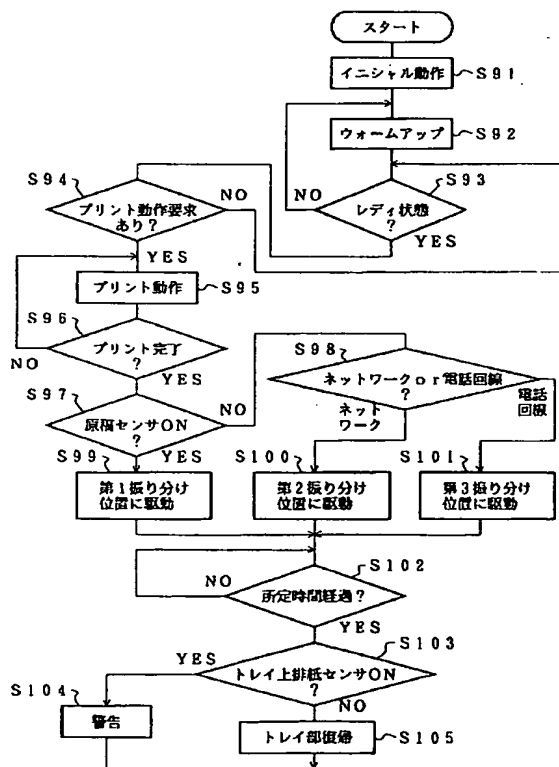 スタート
イニシャル動作
S91
ウォームアップ
S92
S93
レディ状態
?
NO
YES
S94
プリント動作要求
あり?
NO
YES
プリント動作
S95
S96
プリント完了
?
NO
YES
S97
原稿センサON
?
NO
YES
S98
ネットワークor電話回線
?
ネット
ワーク
電話
回線
S99
第1振り分け
位置に駆動
S100
第2振り分け
位置に駆動
S101
第3振り分け
位置に駆動
S102
所定時間経過?
NO
YES
S103
トレイ上排紙センサON
?
YES
NO
S104
警告
トレイ部復帰
S105